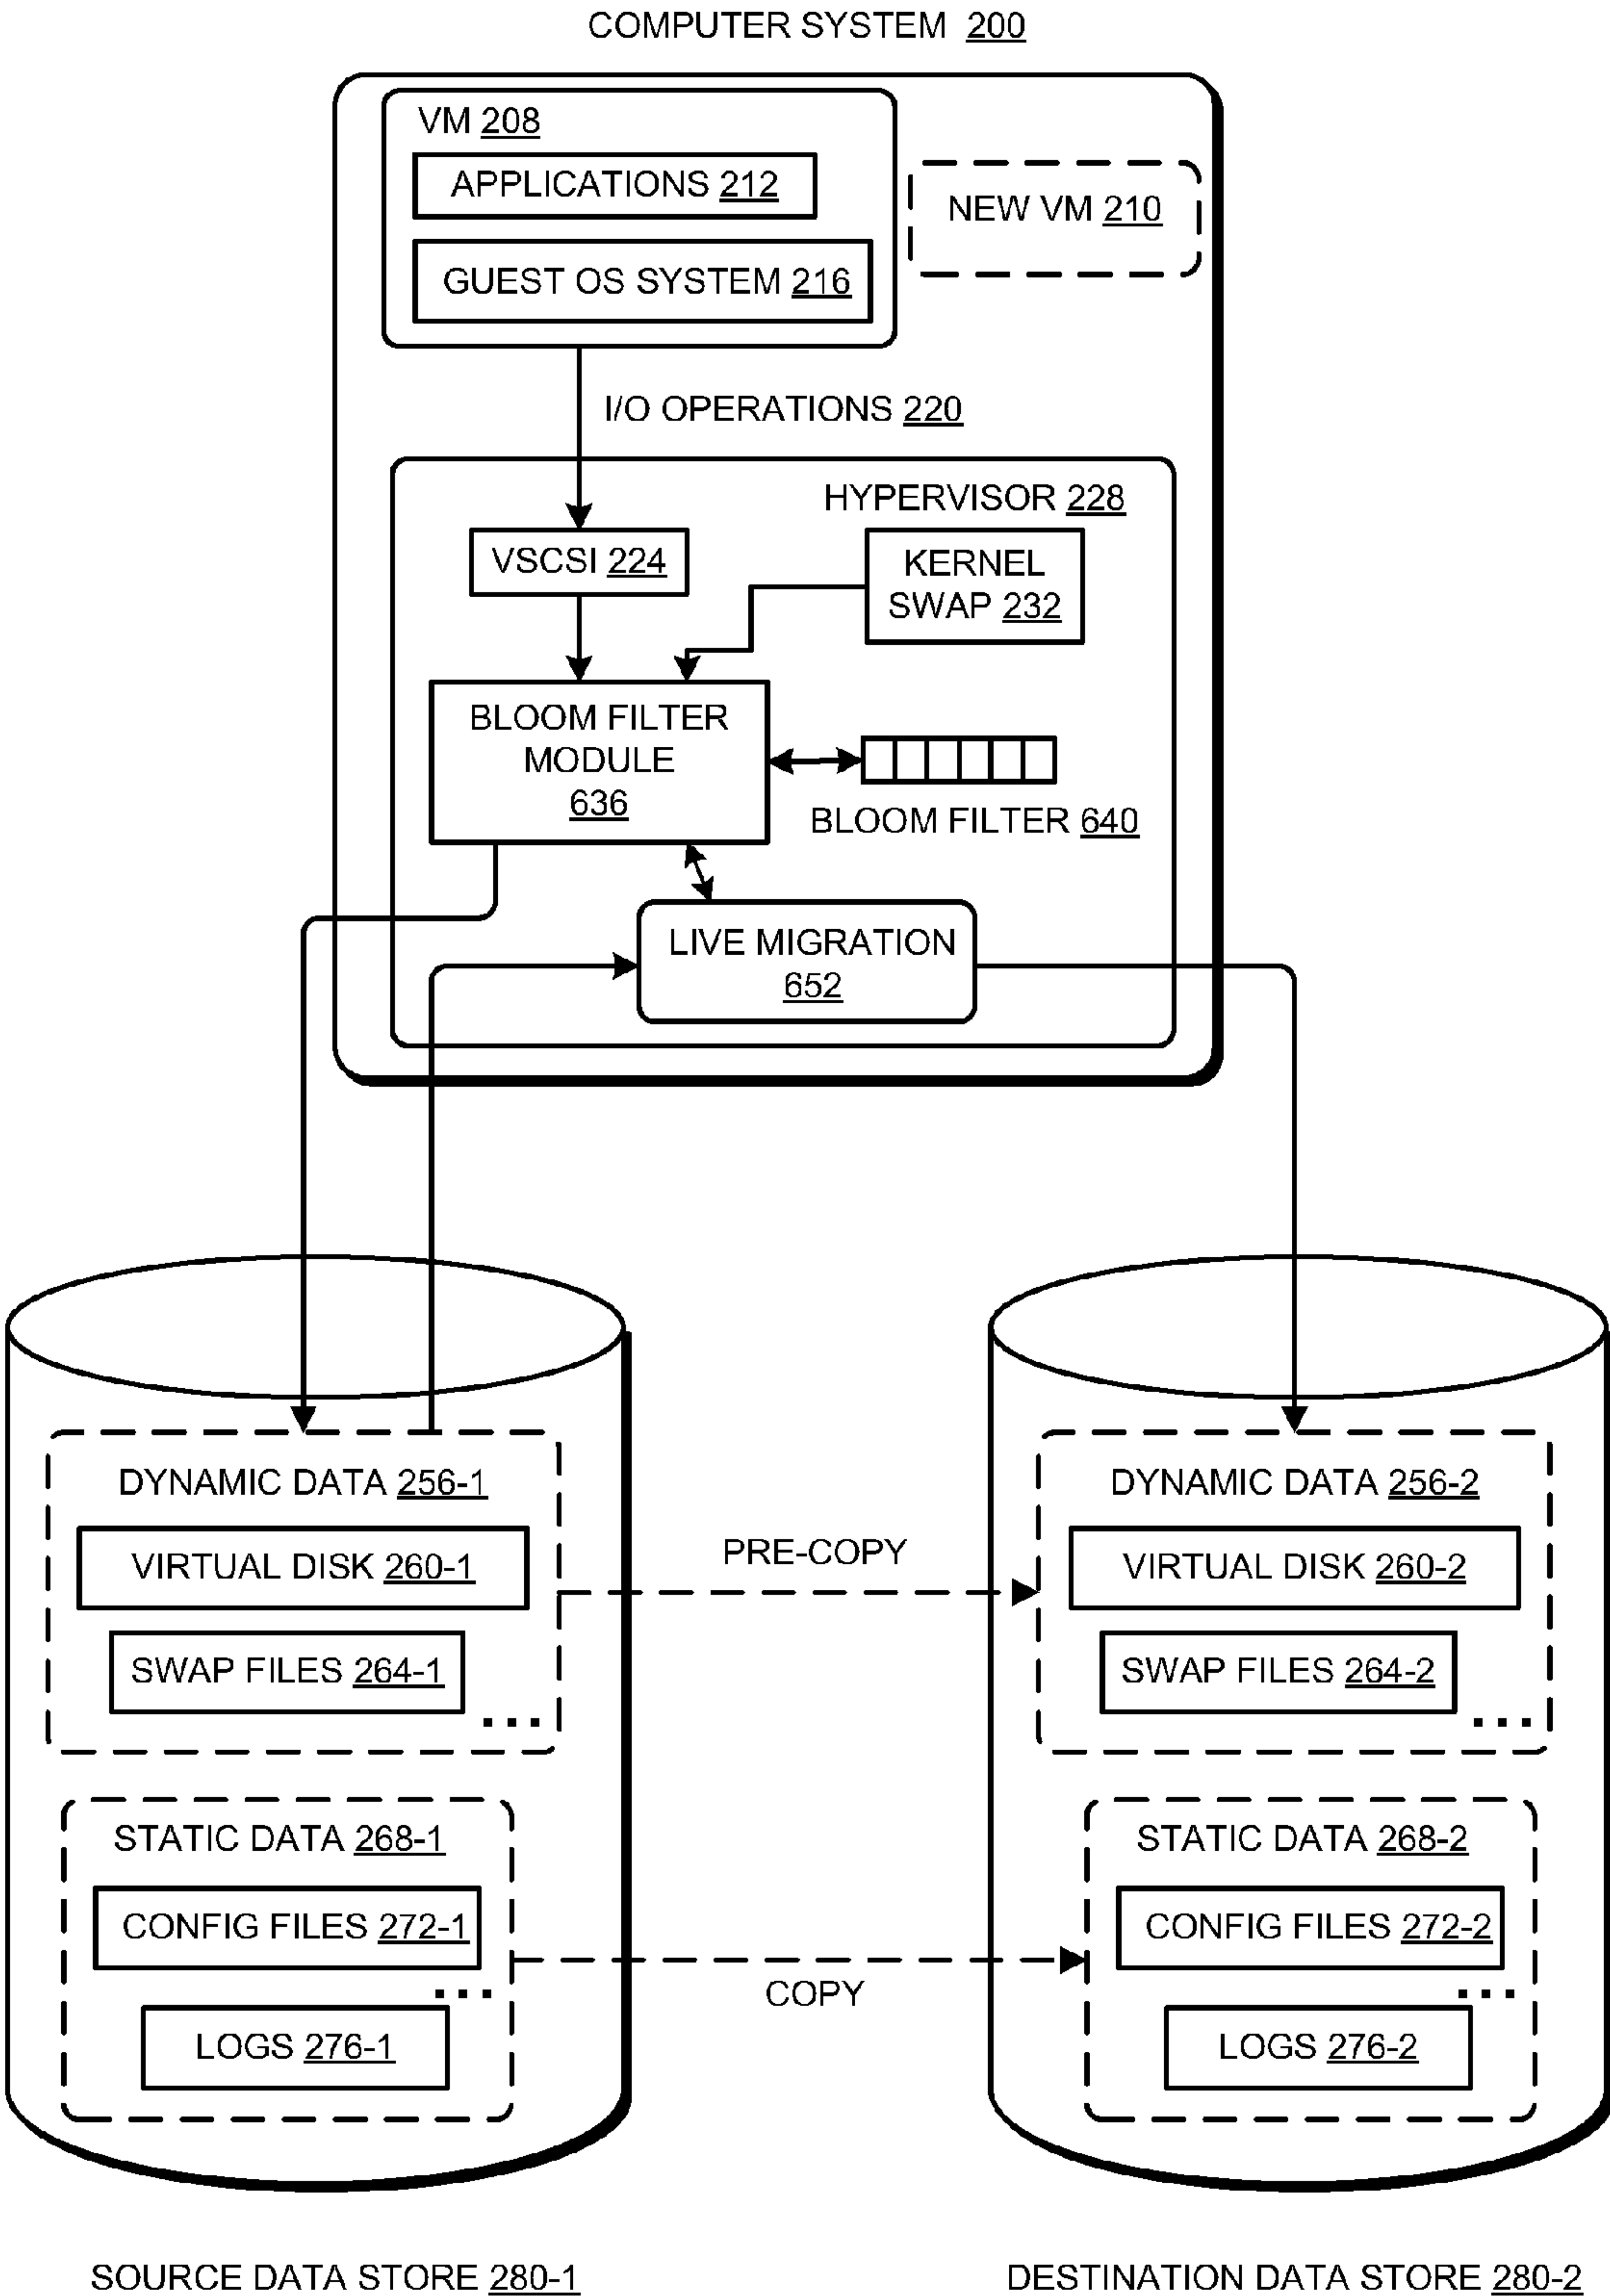 COMPUTER SYSTEM 200
VM 208
APPLICATIONS 212
GUEST OS SYSTEM 216
NEW VM 210
I/O OPERATIONS 220
HYPERVISOR 228
VSCSI 224
KERNEL
SWAP 232
BLOOM FILTER
MODULE
636
BLOOM FILTER 640
LIVE MIGRATION
652
DYNAMIC DATA 256-1
VIRTUAL DISK 260-1
SWAP FILES 264-1
...
PRE-COPY
DYNAMIC DATA 256-2
VIRTUAL DISK 260-2
SWAP FILES 264-2
...
STATIC DATA 268-1
CONFIG FILES 272-1
...
LOGS 276-1
COPY
STATIC DATA 268-2
CONFIG FILES 272-2
...
LOGS 276-2
SOURCE DATA STORE 280-1
DESTINATION DATA STORE 280-2